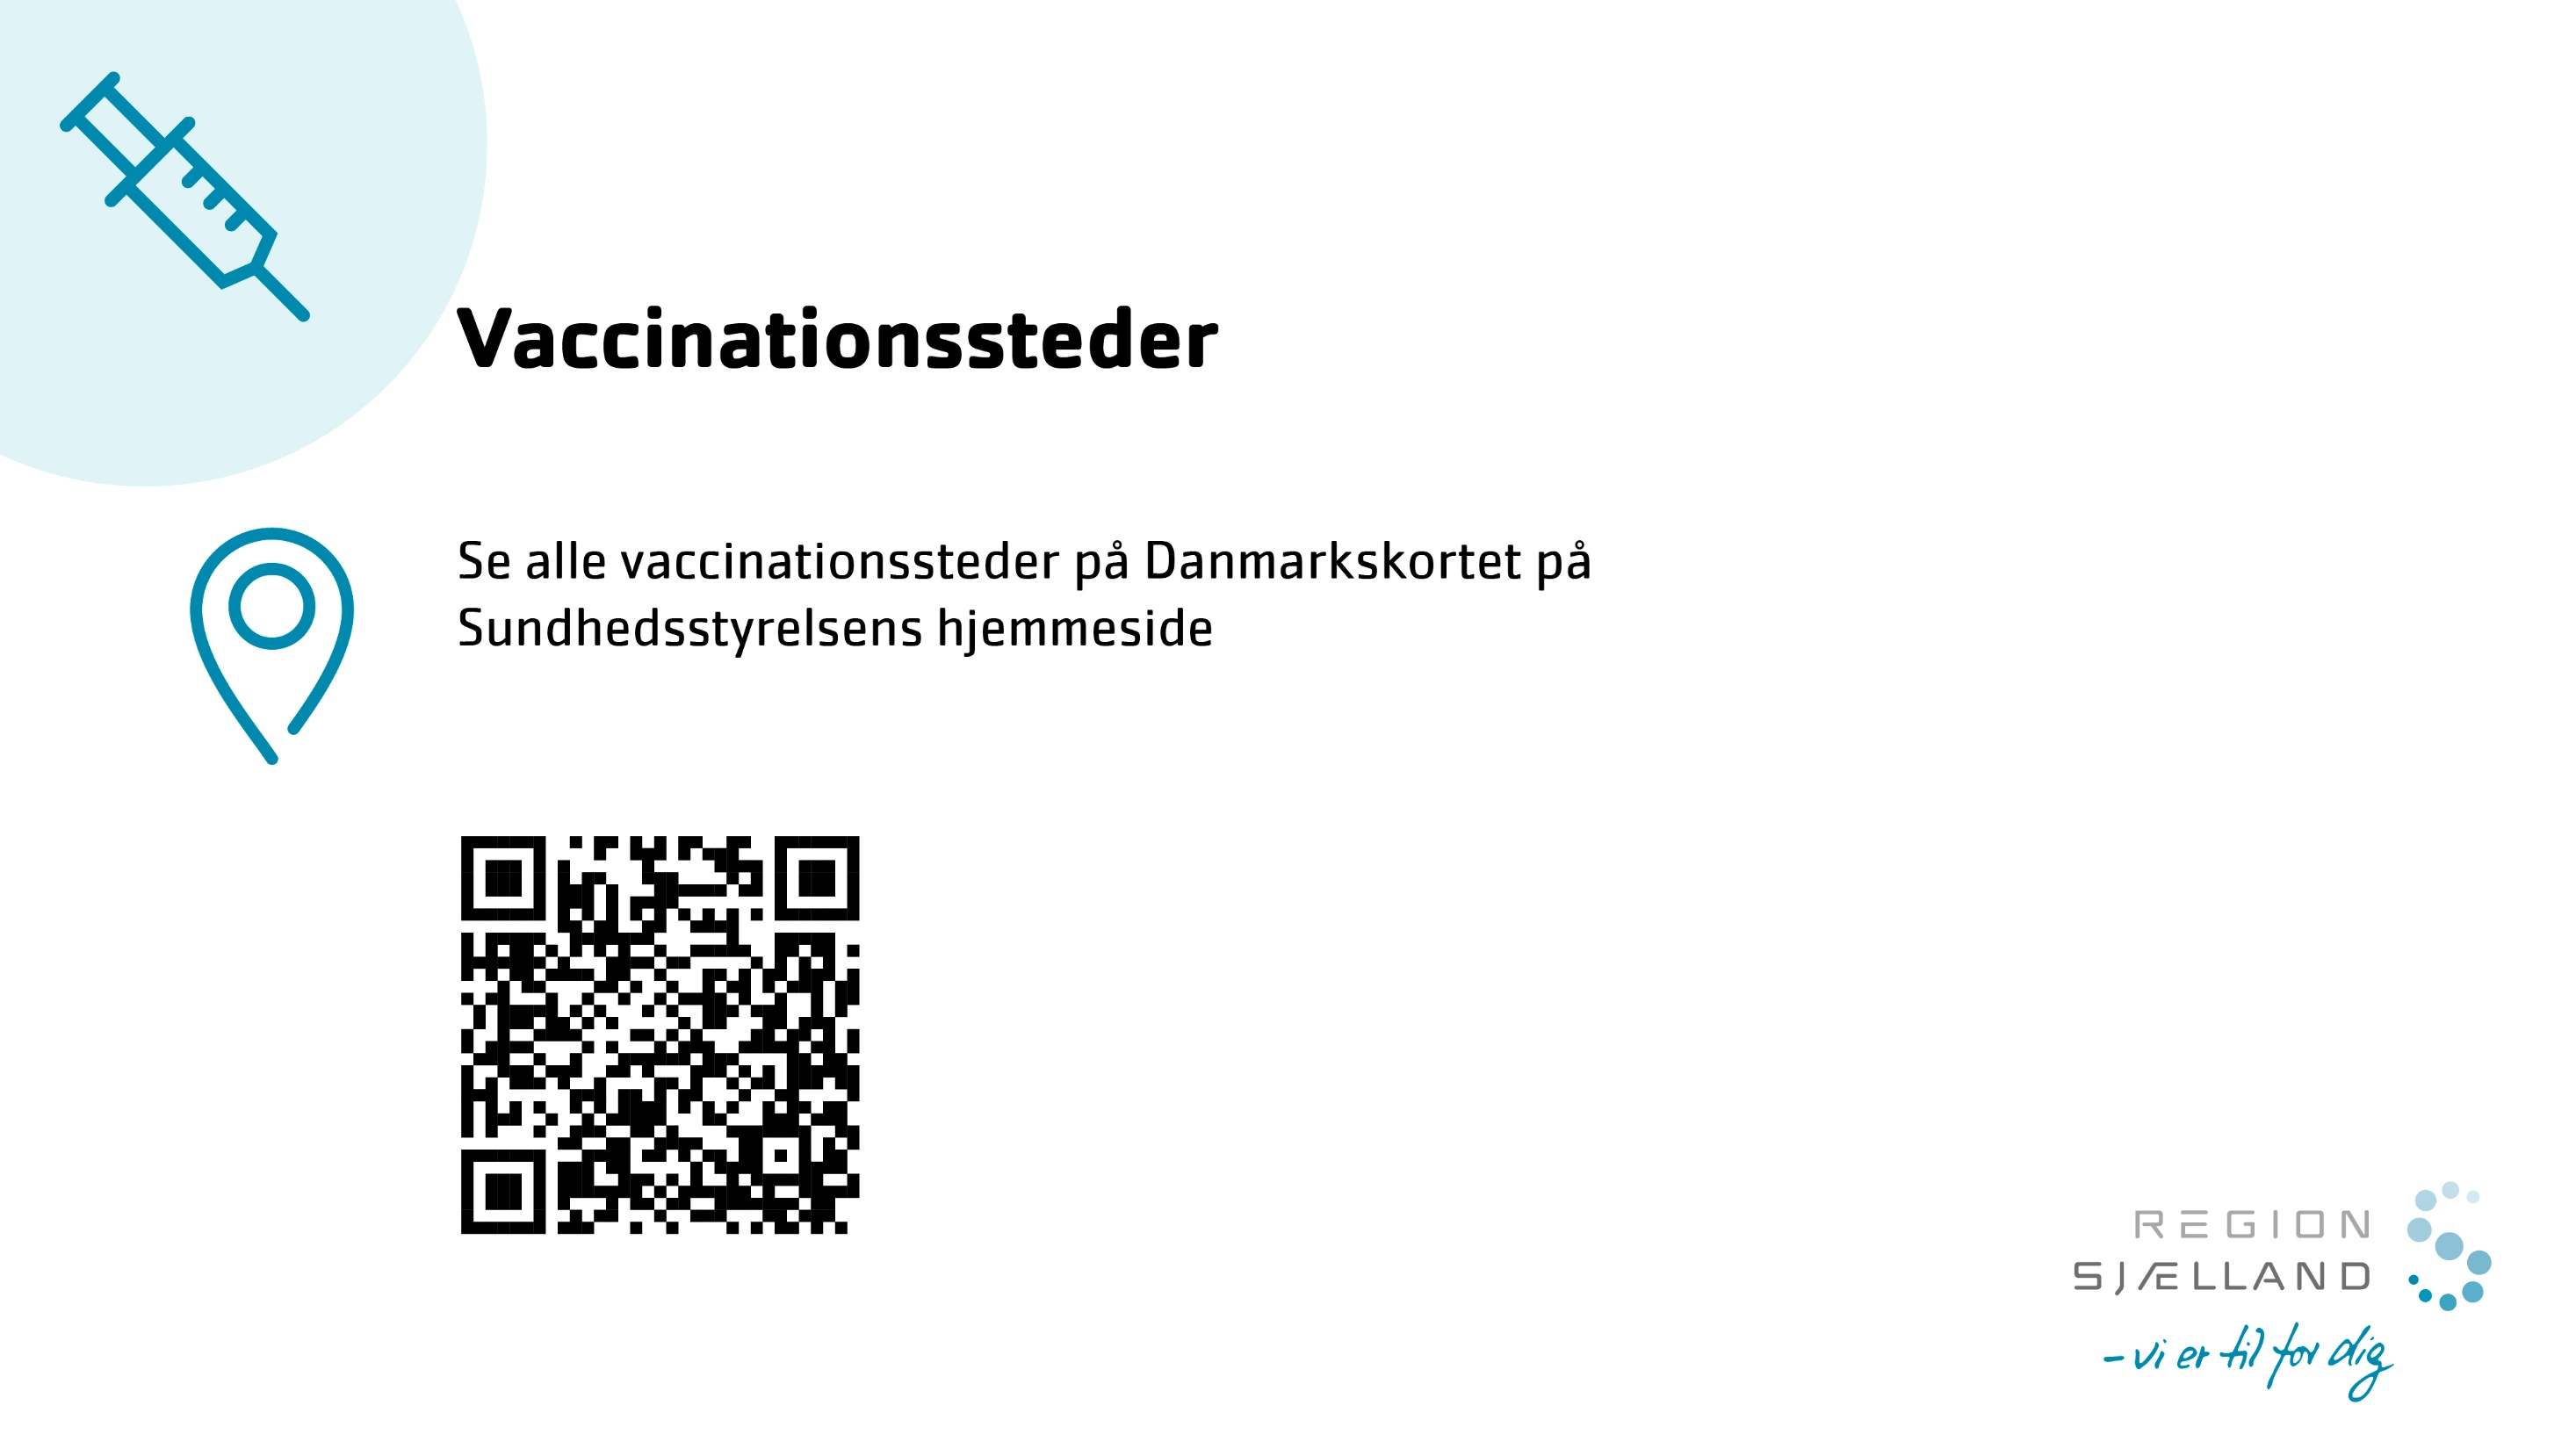 Vaccinationssteder
Se alle vaccinationssteder på Danmarkskortet på
Sundhedsstyrelsens hjemmeside
REGION
SJÆLLAND
– vi er til for dig